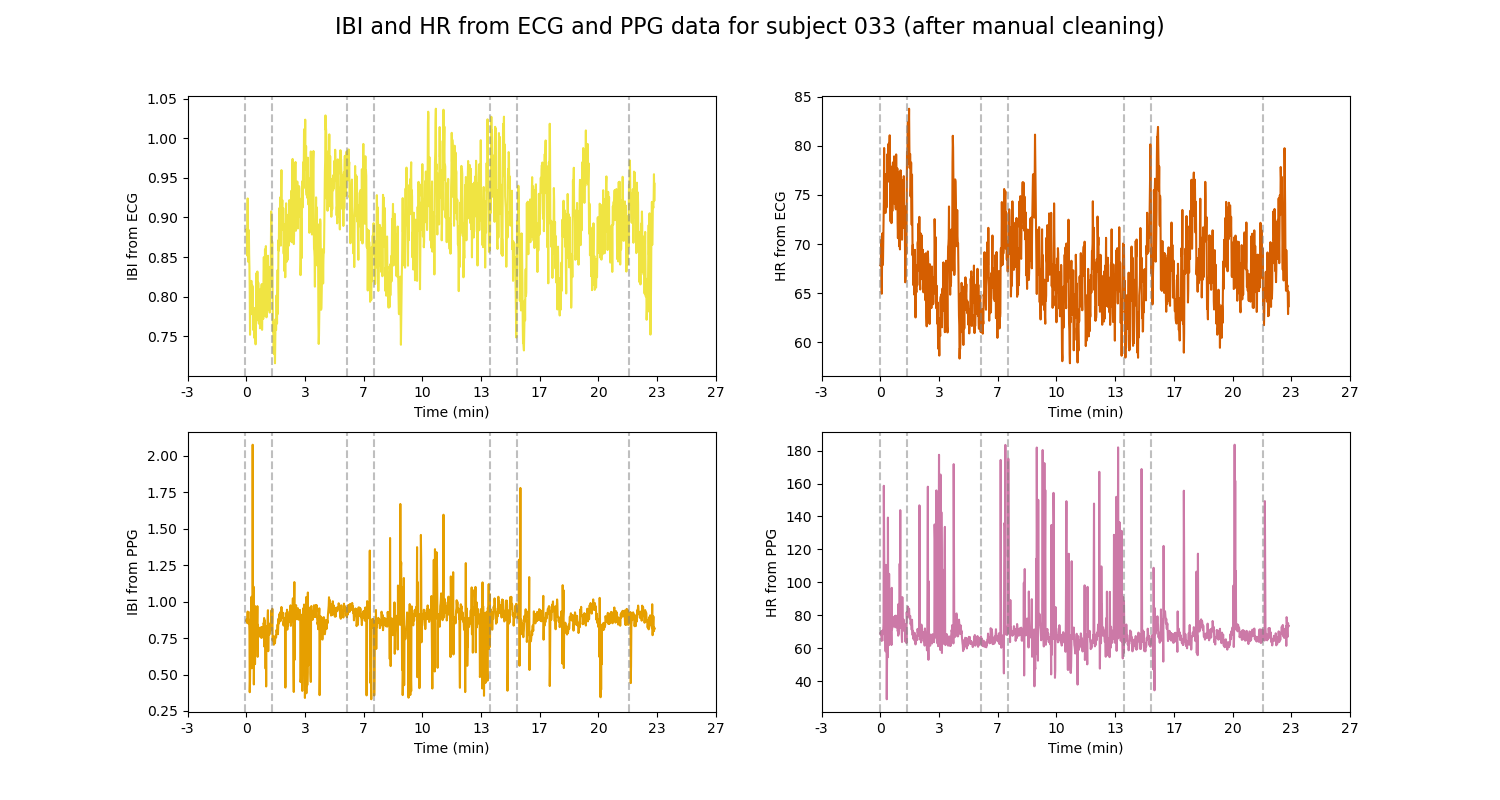 IBI and HR from ECG and PPG data for subject 033 (after manual cleaning)
IBI from ECG
1.05
1.00
0.95
0.90
0.85
0.80
0.75
-3 0 3 7 10 13 17 20 23 27
Time (min)
HR from ECG
85
80
75
70
65
60
-3 0 3 7 10 13 17 20 23 27
Time (min)
IBI from PPG
2.00
1.75
1.50
1.25
1.00
0.75
0.50
0.25
-3 0 3 7 10 13 17 20 23 27
Time (min)
HR from PPG
180
160
140
120
100
80
60
40
-3 0 3 7 10 13 17 20 23 27
Time (min)